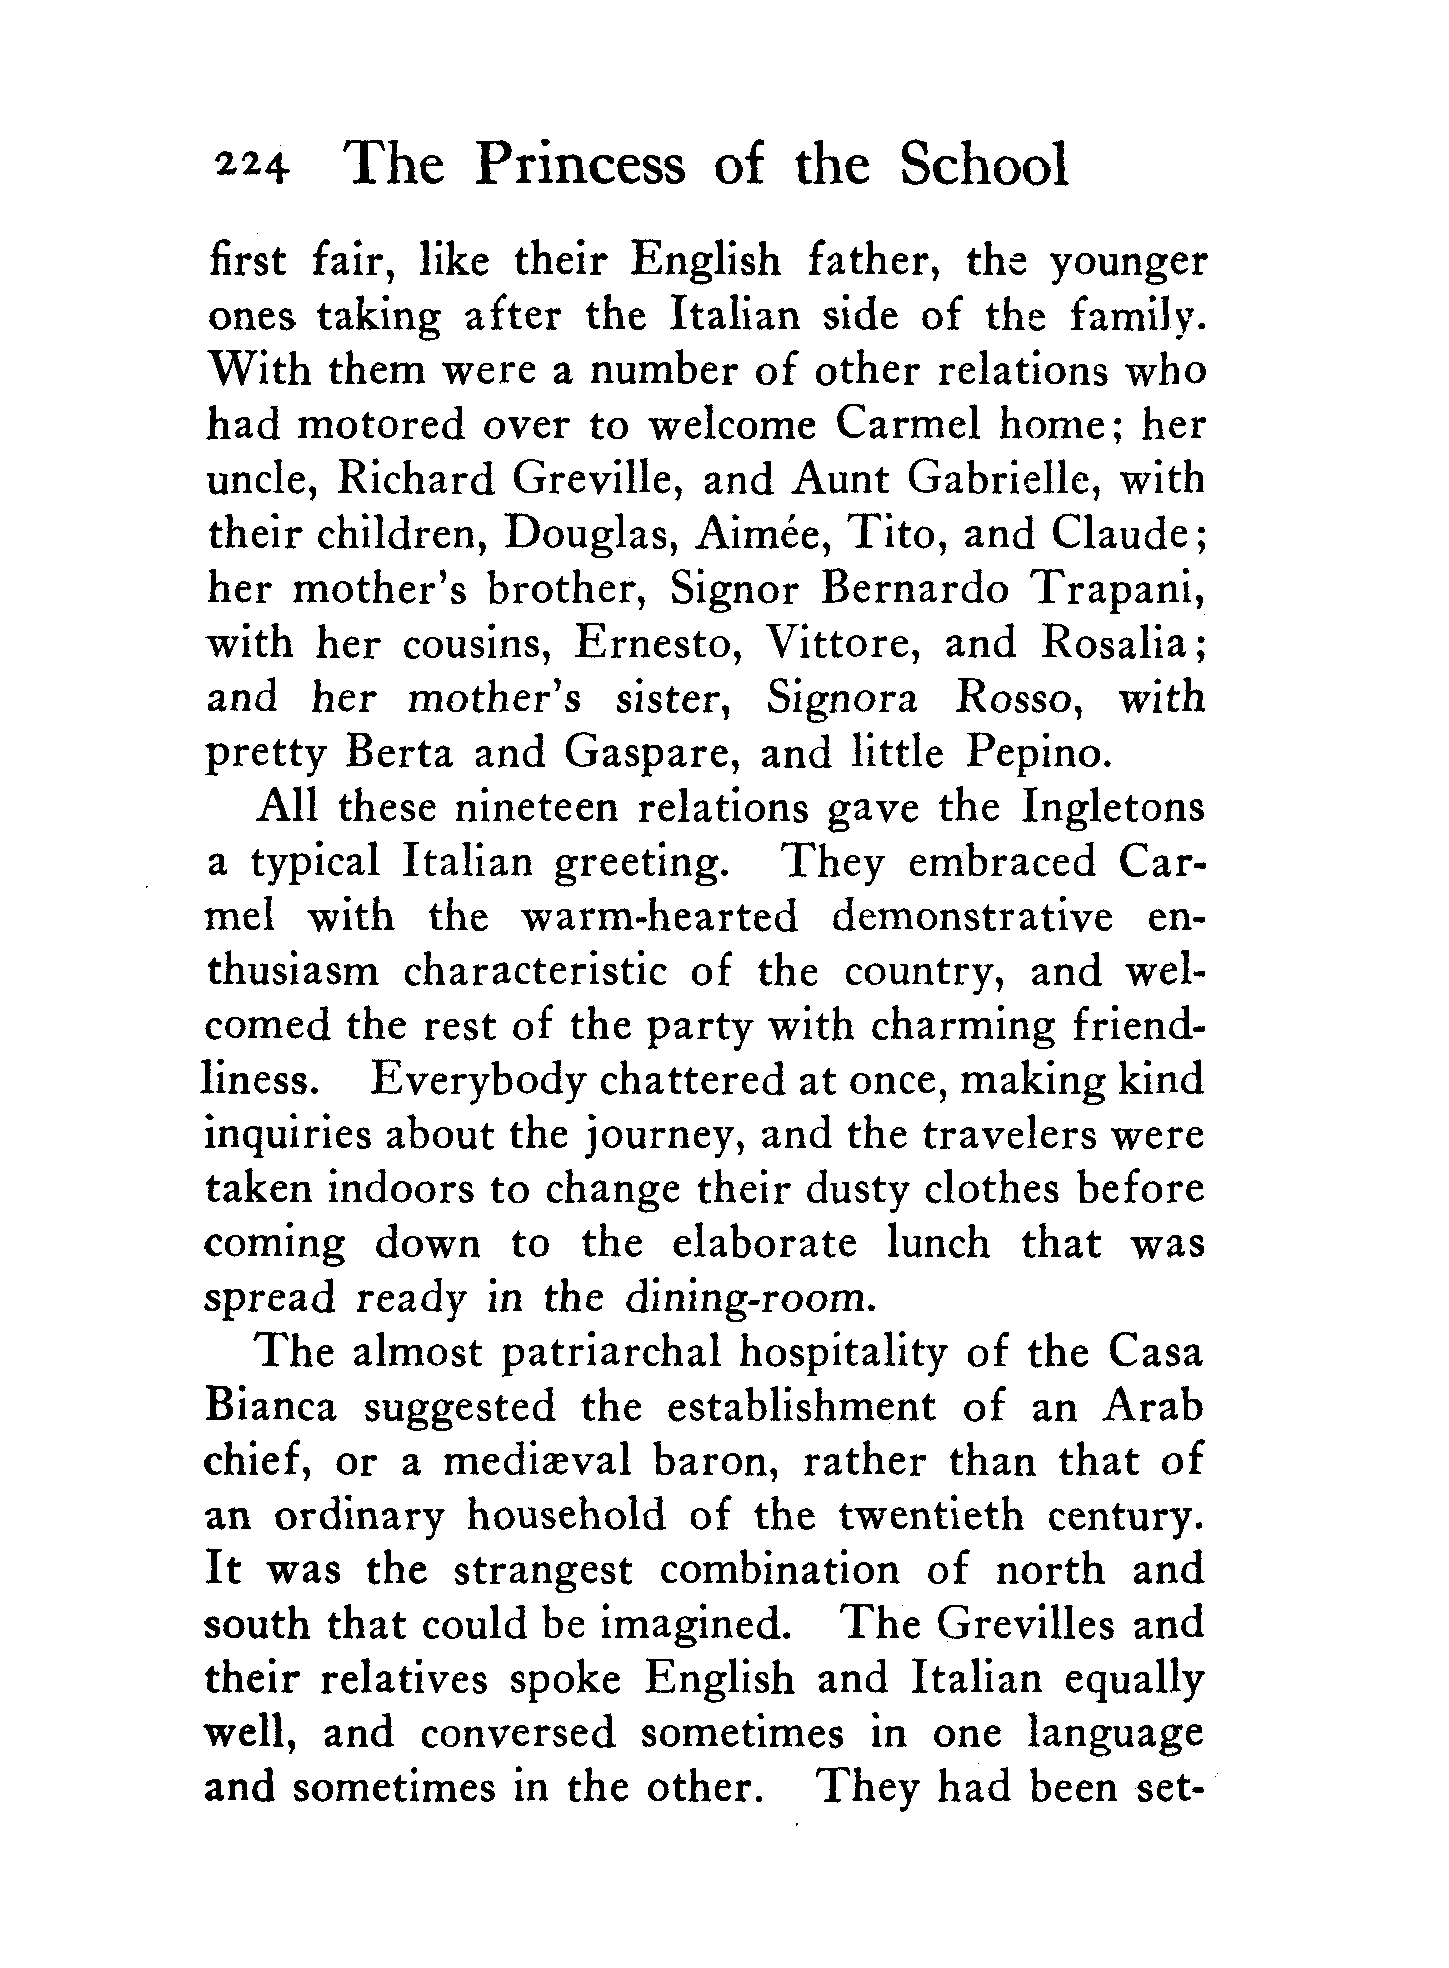 224 The Princess of the School
first fair, like their English father, the younger
ones taking after the Italian side of the family.
With them were a number of other relations who
had motored over to welcome Carmel home; her
uncle, Richard Greville, and Aunt Gabrielle, with
their children, Douglas, Aimée, Tito, and Claude;
her mother's brother, Signor Bernardo Trapani,
with her cousins, Ernesto, Vittore, and Rosalia;
and her mother's sister, Signora Rosso, with
pretty Berta and Gaspare, and little Pepino.
All these nineteen relations gave the Ingletons
a typical Italian greeting. They embraced Car-
mel with the warm-hearted demonstrative en-
thusiasm characteristic of the country, and wel-
comed the rest of the party with charming friend-
liness. Everybody chattered at once, making kind
inquiries about the journey, and the travelers were
taken indoors to change their dusty clothes before
coming down to the elaborate lunch that was
spread ready in the dining-room.
The almost patriarchal hospitality of the Casa
Bianca suggested the establishment of an Arab
chief, or a mediæval baron, rather than that of
an ordinary household of the twentieth century.
It was the strangest combination of north and
south that could be imagined. The Grevilles and
their relatives spoke English and Italian equally
well, and conversed sometimes in one language
and sometimes in the other. They had been set-